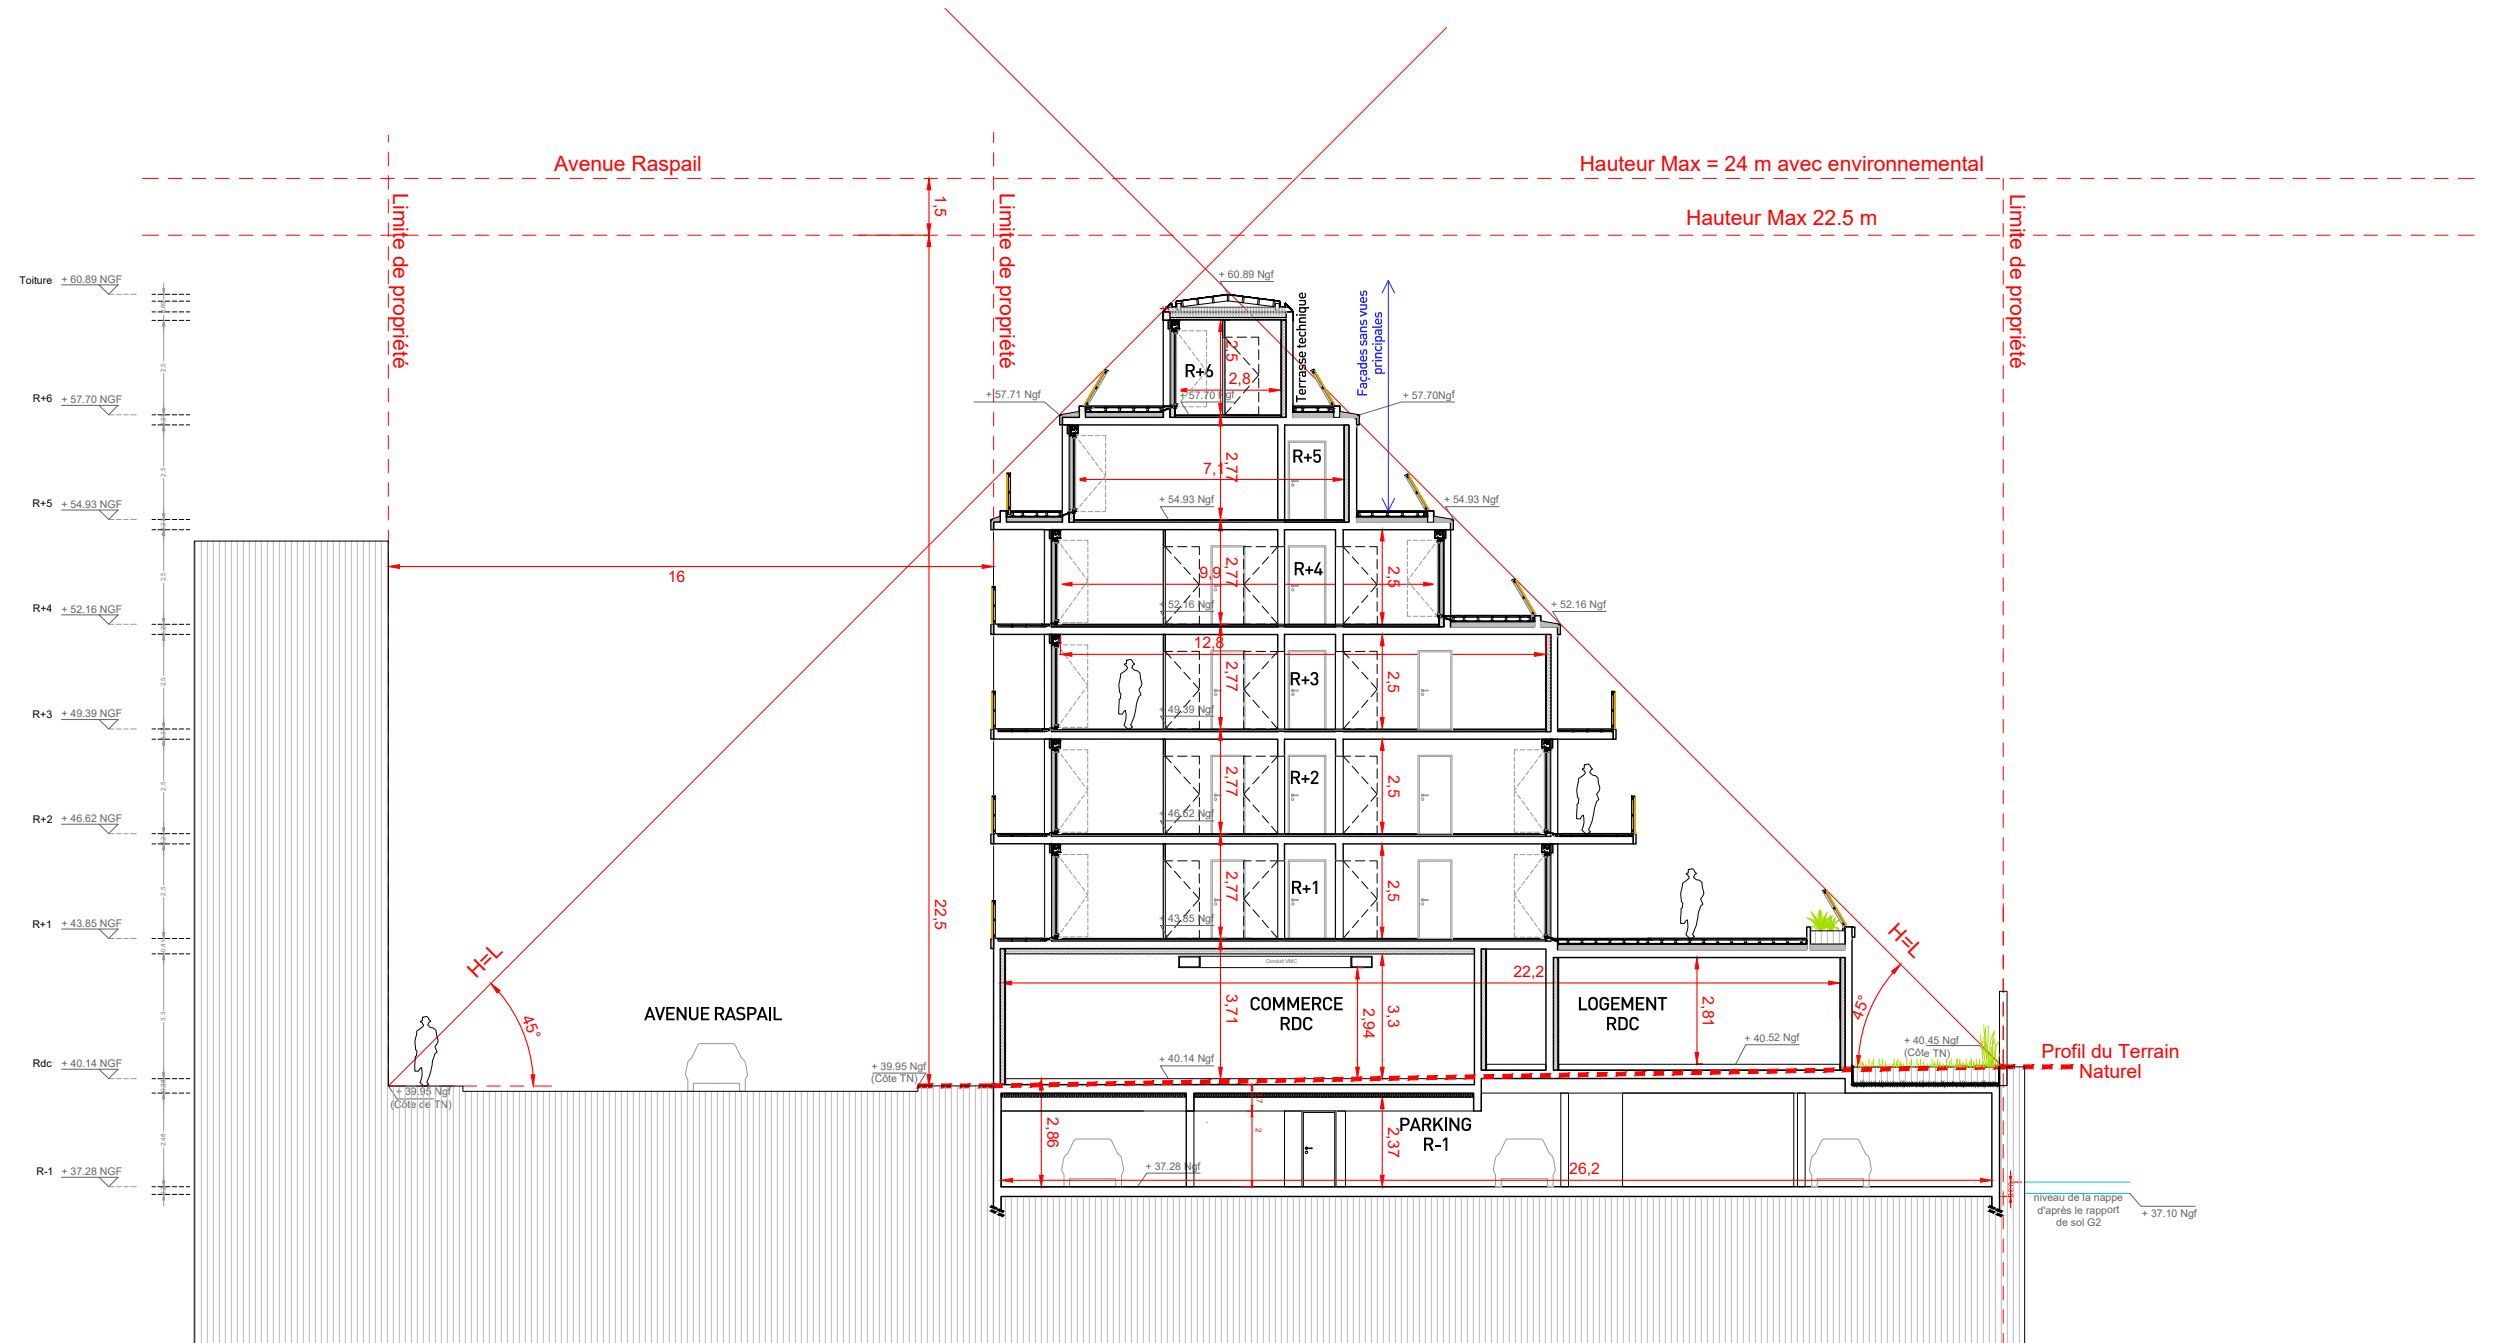 Avenue Raspail
Hauteur Max = 24 m avec environnemental
1,5
Hauteur Max 22.5 m
Limite de propriété
Limite de propriété
Limite de propriété
Toiture + 60.89 NGF
+ 60.89 Ngf
Terrasse technique
Façades sans vues
principales
2,5
R+6
2,8
R+6 + 57.70 NGF
+ 57.71 Ngf
+ 57.70 Ngf
+ 57.70Ngf
R+5
2,77
7,1
R+5 + 54.93 NGF
+ 54.93 Ngf
+ 54.93 Ngf
16
R+4
9,9
2,77
2,5
R+4 + 52.16 NGF
+ 52.16 Ngf
+ 52.16 Ngf
12,8
R+3
2,77
2,5
R+3 + 49.39 NGF
+ 49.39 Ngf
R+2
2,77
2,5
R+2 + 46.62 NGF
+ 46.62 Ngf
R+1
2,77
2,5
22,5
R+1 + 43.85 NGF
+ 43.85 Ngf
H=L
H=L
Conduit VMC
22,2
COMMERCE
RDC
LOGEMENT
RDC
AVENUE RASPAIL
3,71
2,94
3,3
2,81
45°
45°
+ 40.52 Ngf
+ 40.45 Ngf
(Côte TN)
Profil du Terrain
Naturel
Rdc + 40.14 NGF
+ 40.14 Ngf
+ 39.95 Ngf
(Côte TN)
+ 39.95 Ngf
(Côte de TN)
PARKING
R-1
2,86
2
2,37
26,2
R-1 + 37.28 NGF
+ 37.28 Ngf
niveau de la nappe
d'après le rapport
de sol G2
+ 37.10 Ngf